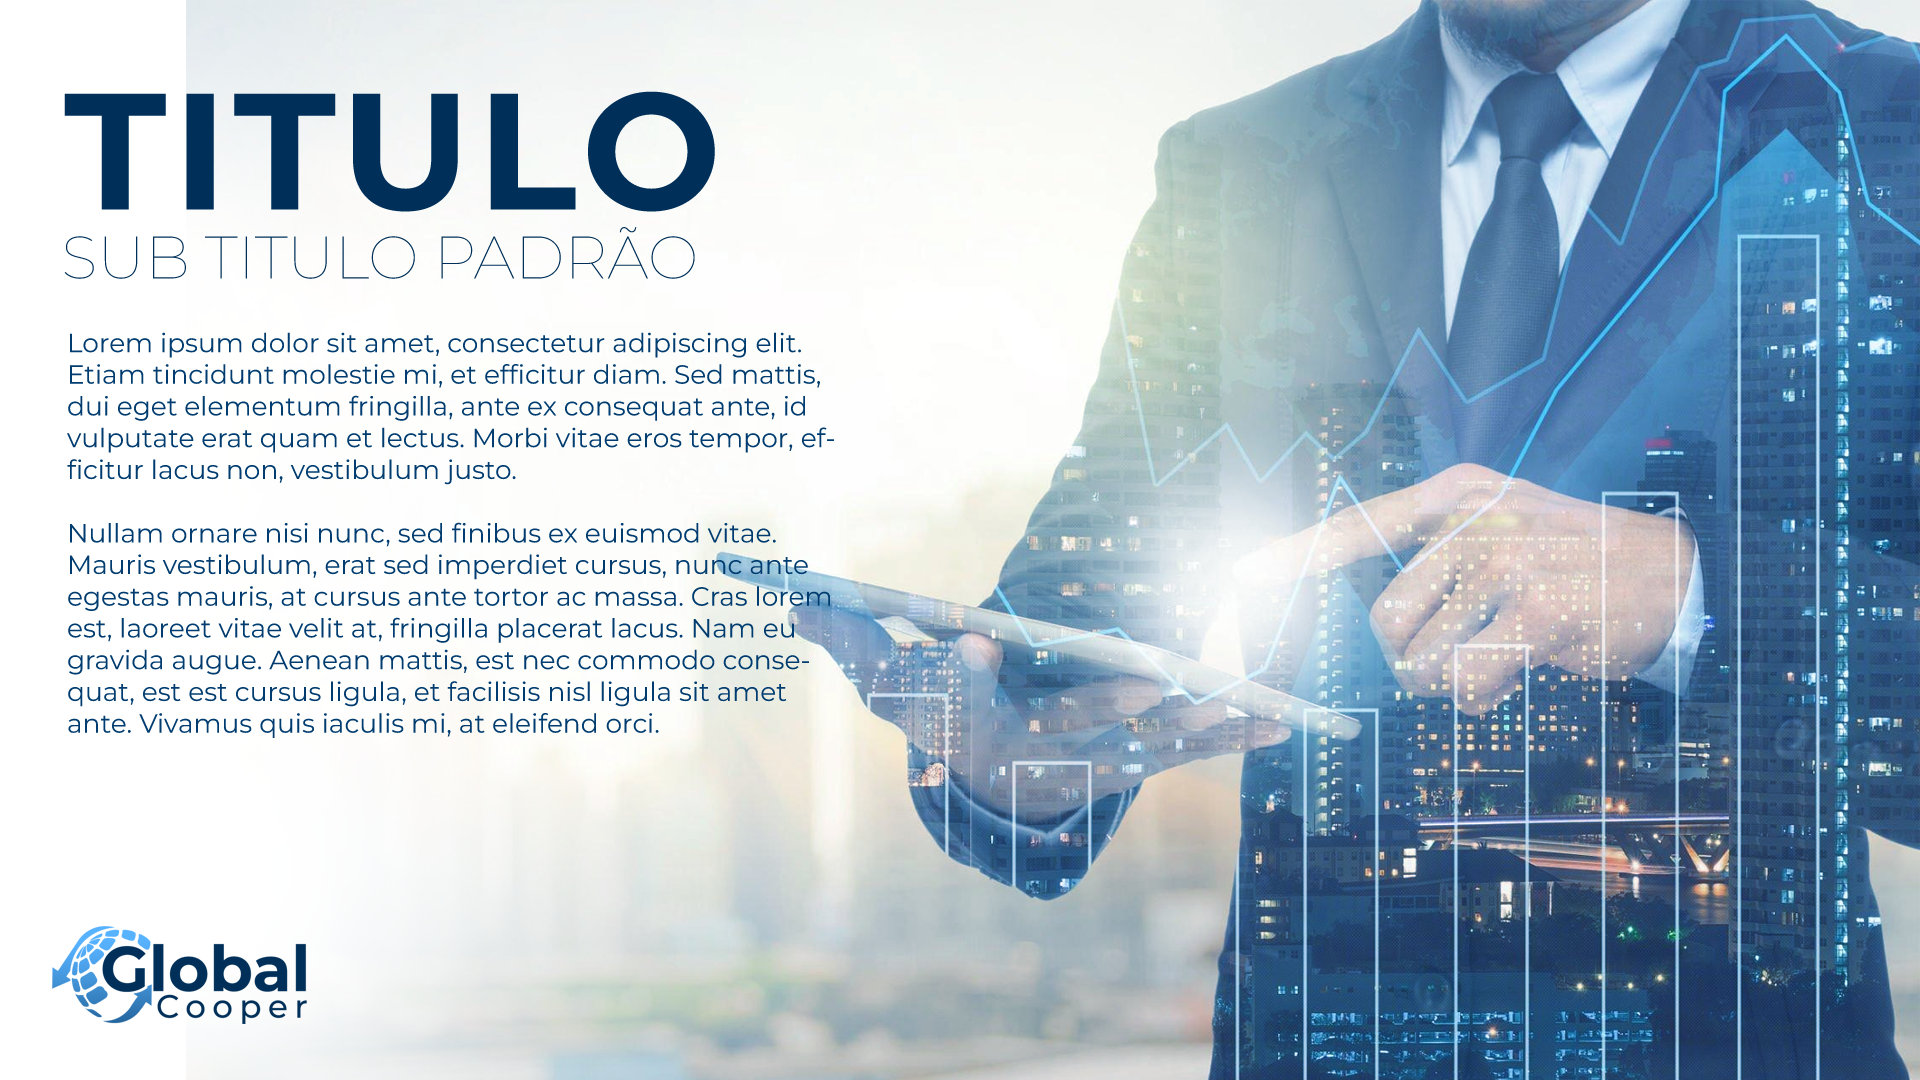 TITULO
SUB TITULO PADRÃO
Lorem ipsum dolor sit amet, consectetur adipiscing elit.
Etiam tincidunt molestie mi, et efficitur diam. Sed mattis,
dui eget elementum fringilla, ante ex consequat ante, id
vulputate erat quam et lectus. Morbi vitae eros tempor, ef-
ficitur lacus non, vestibulum justo.
Nullam ornare nisi nunc, sed finibus ex euismod vitae.
Mauris vestibulum, erat sed imperdiet cursus, nunc ante
egestas mauris, at cursus ante tortor ac massa. Cras lorem
est, laoreet vitae velit at, fringilla placerat lacus. Nam eu
gravida augue. Aenean mattis, est nec commodo conse-
quat, est est cursus ligula, et facilisis nisl ligula sit amet
ante. Vivamus quis iaculis mi, at eleifend orci.
Global
Cooper